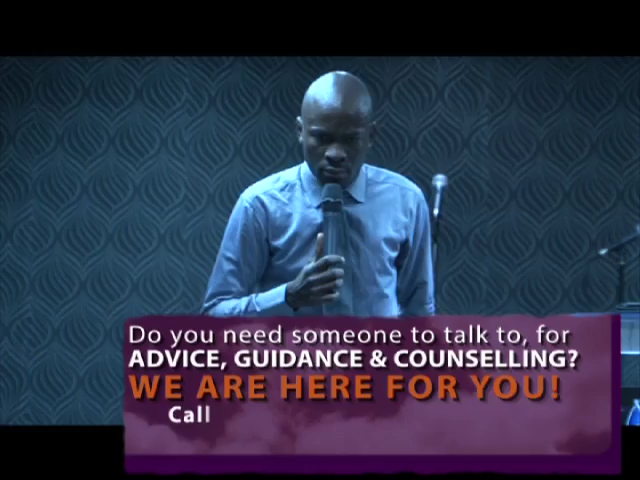 Do you need someone to talk to, for
ADVICE, GUIDANCE & COUNSELLING?
WE ARE HERE FOR YOU!
Call